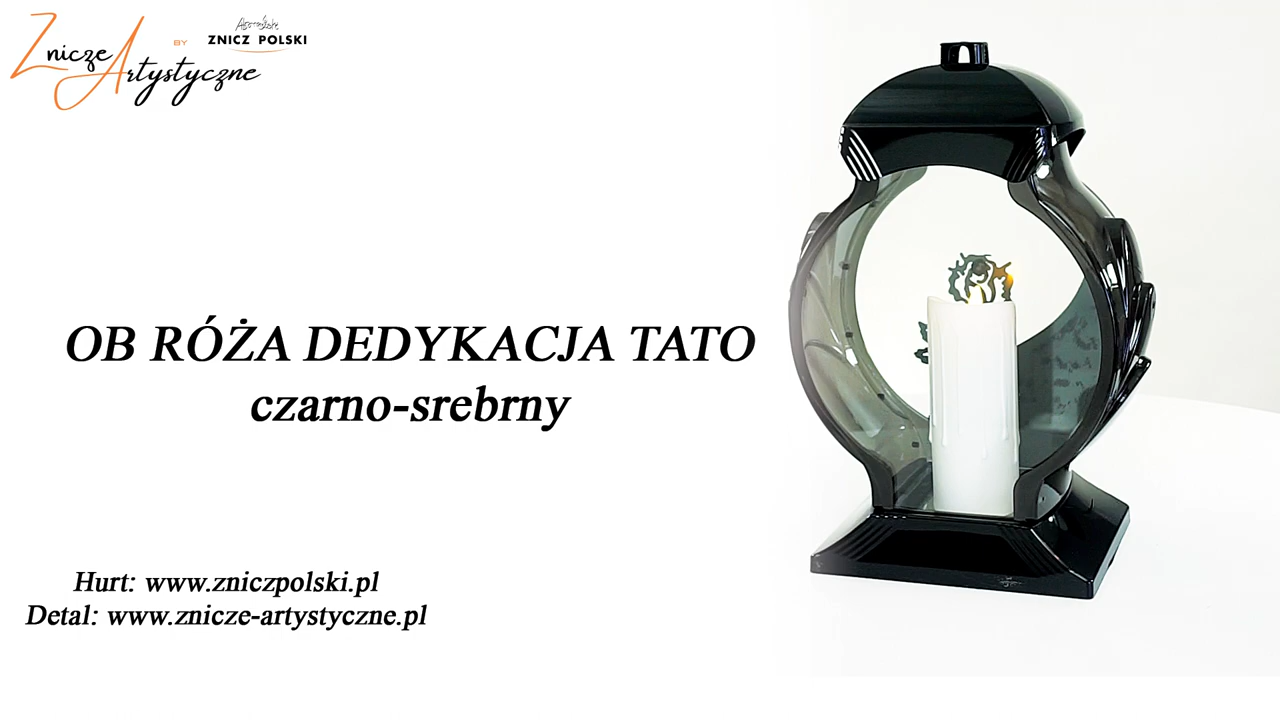 Znicze
Artystyczne
BY
ZNICZ POLSKI
OB RÓŻA DEDYKACJA TATO
czarno-srebrny
Hurt: www.zniczpolski.pl
Detal: www.znicze-artystyczne.pl